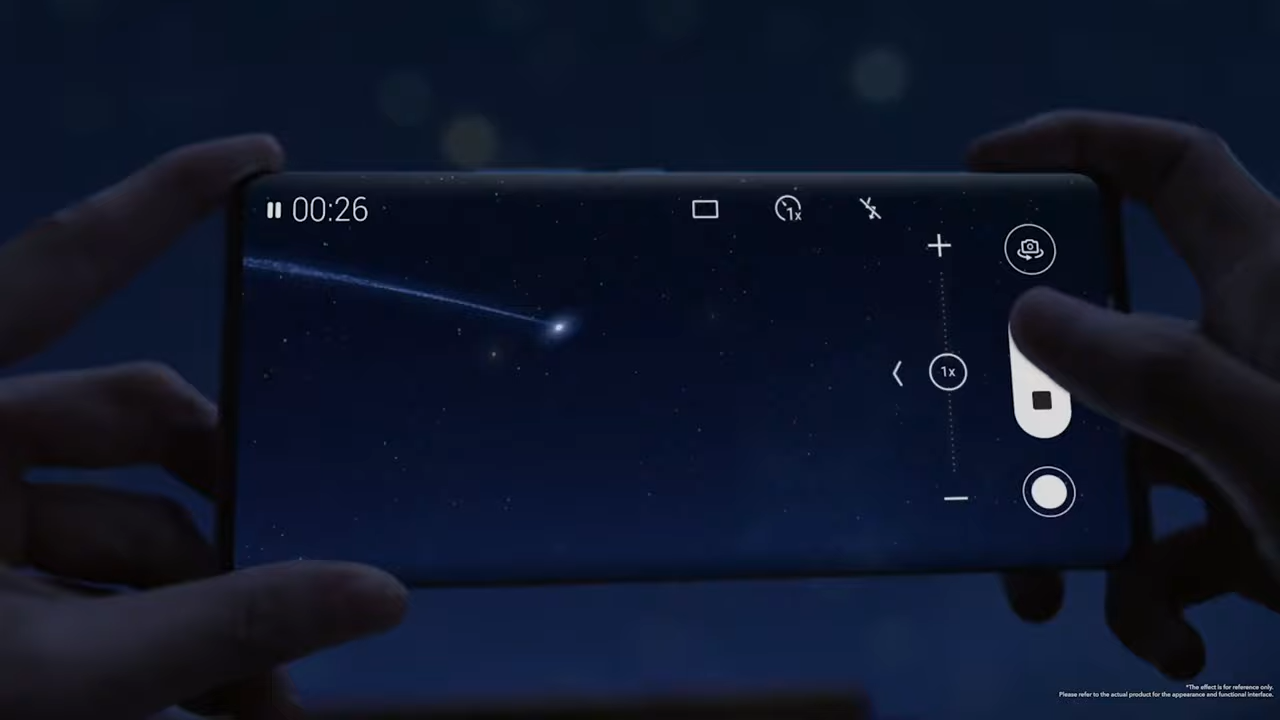 00:26
1x
1x
*The effect is for reference only.
Please refer to the actual product for the appearance and functional interface.